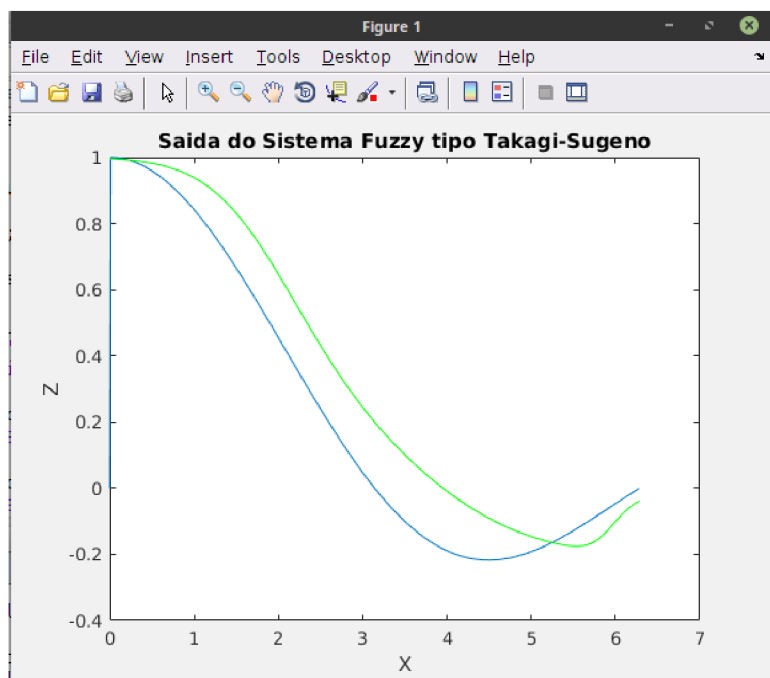 Figure 1
File Edit View Insert Tools Desktop Window Help
Saida do Sistema Fuzzy tipo Takagi-Sugeno
1
0.8
0.6
0.4
0.2
0
-0.2
-0.4
Z
0 1 2 3 4 5 6 7
X